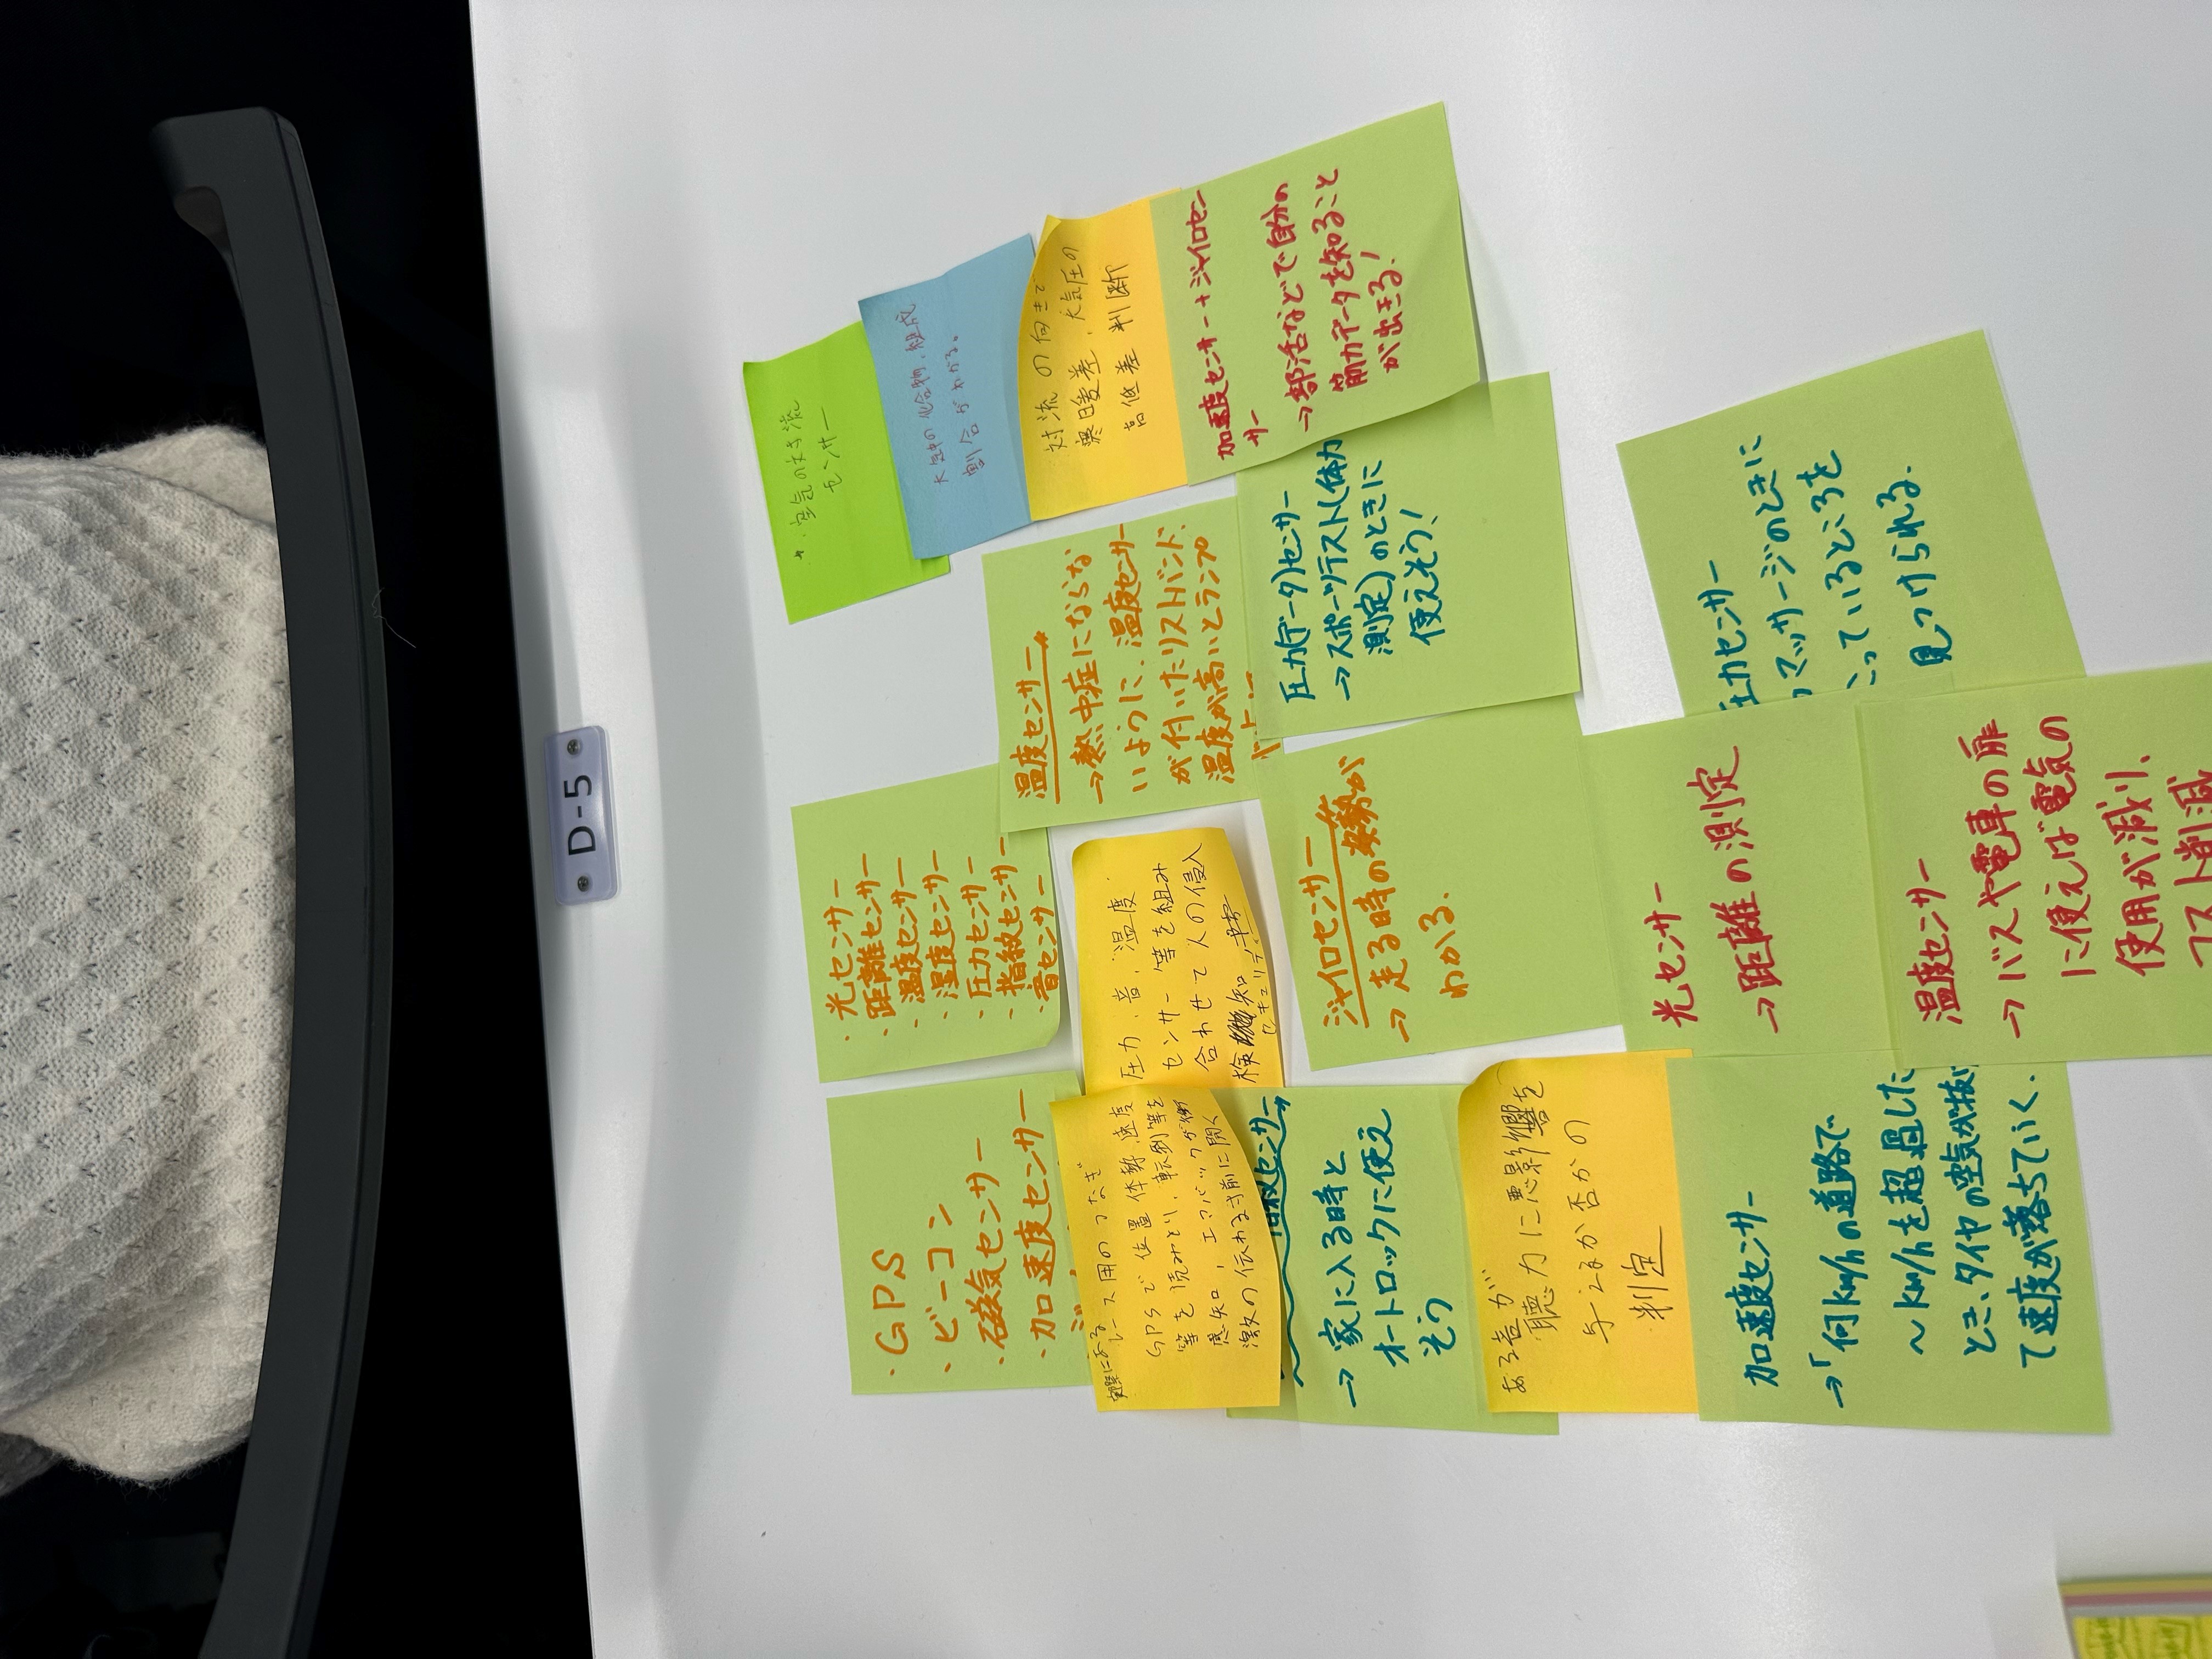 D-5
・GPS
・ビーコン
・磁気センサー
・加速度センサー
・光センサー
・距離センサー
・温度センサー
・湿度センサー
・圧力センサー
・指紋センサー
・音センサー
レース用のつなぎ
GPSで位置 体勢 速度
等を読みとり、転倒等を
感知、エアバックが衝
激の伝わる寸前に開く
圧力、音、温度
センサー等を組み
合わせて人の侵入
検知
セキュリティ
温度センサー
→熱中症にならな
いように、温度センサー
が付いたリストバンド.
温度が高いとランプ
・空気の対流
センサー
大気中の化合物、組成
割合がわかる。
対流の向きで
寒暖差、大気圧の
高低差 判断
加速度センサー+ジャイロセン
サー
→部活などで自分の
筋力データを知ること
が出きる!
圧力(データ)センサー
→スポーツテスト(体力
測定)のときに
使えそう!
ジャイロセンサー
→走る時の姿勢が
わかる.
センサー
→家に入る時と
オートロックに使え
そう
ある音が
聴力に悪影響を
与えるか否かの
判定
光センサー
→距離の測定
圧力センサー
マッサージのときに
こっているところを
見つけられる.
加速度センサー
→「何km/hの道路で
〜km/hを超過した
とき、タイヤの空気が抜け
て速度が落ちていく.
温度センサー
→バスや電車の扉
に使えば電気の
使用が減り、
コスト削減